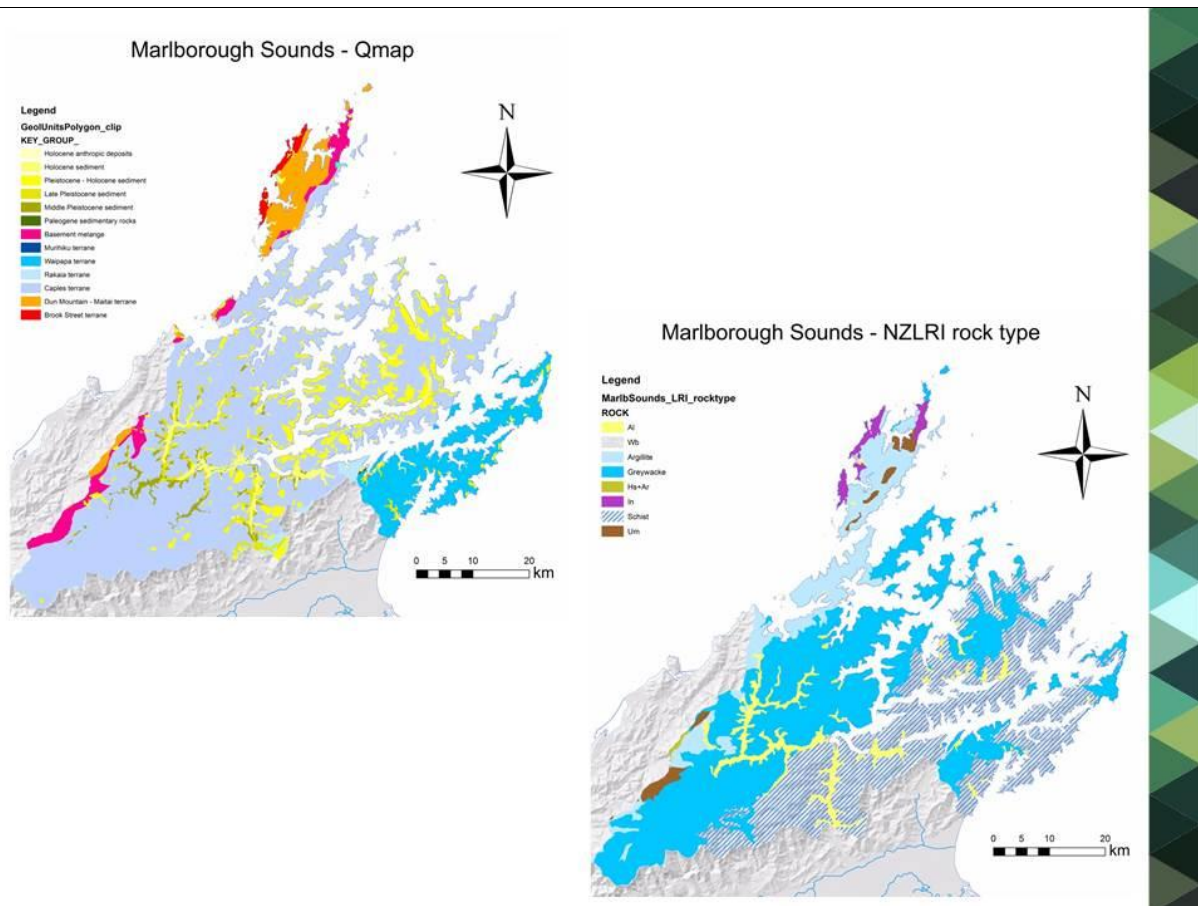 Marlborough Sounds - Qmap
Legend
GeolUnitsPolygon_clip
KEY_GROUP_
Holocene anthropic deposits
Holocene sediment
Pleistocene - Holocene sediment
Late Pleistocene sediment
Middle Pleistocene sediment
Paleogene sedimentary rocks
Basement melange
Murihiku terrane
Waipapa terrane
Rakaia terrane
Caples terrane
Dun Mountain - Maitai terrane
Brook Street terrane
N
0 5 10 20
km
Marlborough Sounds - NZLRI rock type
Legend
MarlbSounds_LRI_rocktype
ROCK
Al
Wb
Argillite
Greywacke
Hs+Ar
In
Schist
Um
N
0 5 10 20
km